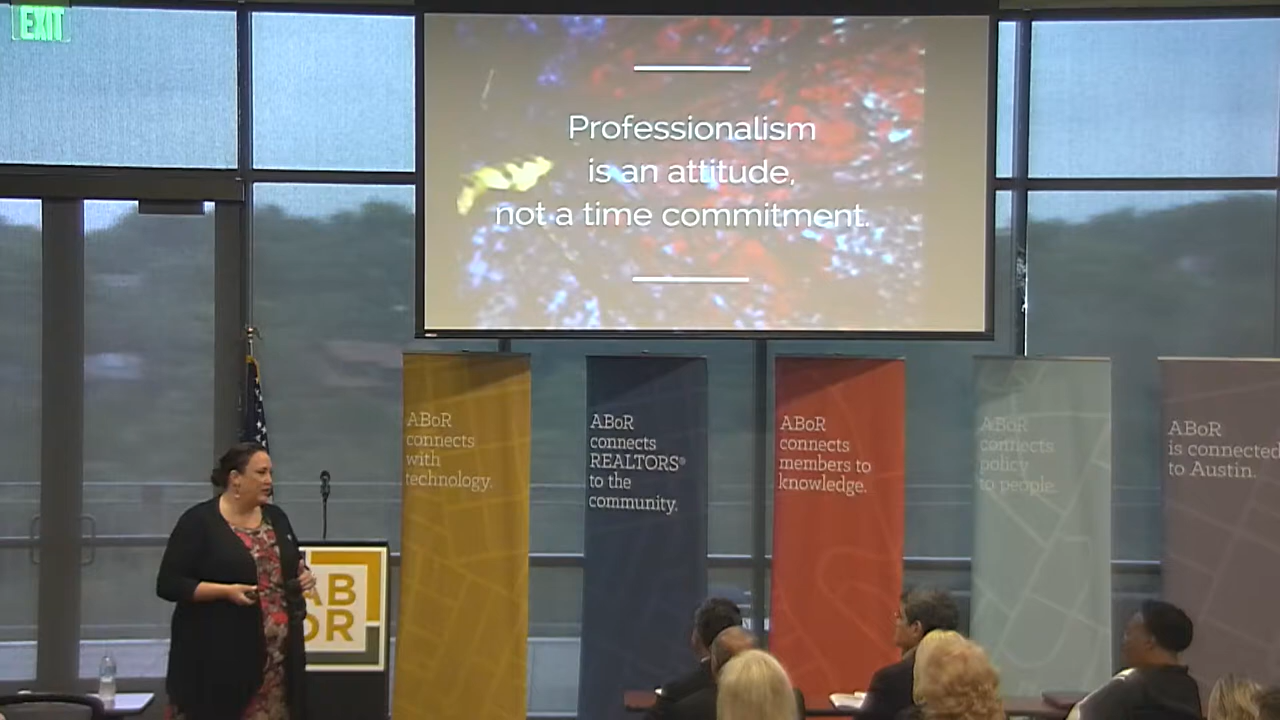 EXIT
Professionalism
is an attitude,
not a time commitment.
ABoR
connects
with
technology.
ABoR
connects
REALTORS®
to the
community.
ABoR
connects
members to
knowledge.
ABoR
connects
policy
to people.
ABoR
is connected
to Austin.
AB
OR